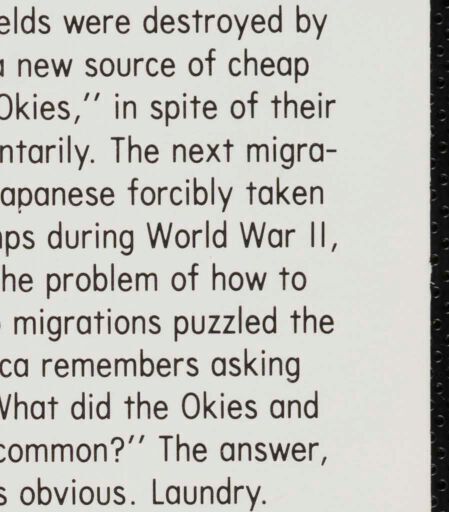 elds were destroyed by
a new source of cheap
Okies,'' in spite of their
ntarily. The next migra-
apanese forcibly taken
ps during World War II,
he problem of how to
migrations puzzled the
ca remembers asking
What did the Okies and
common?'' The answer,
s obvious. Laundry.